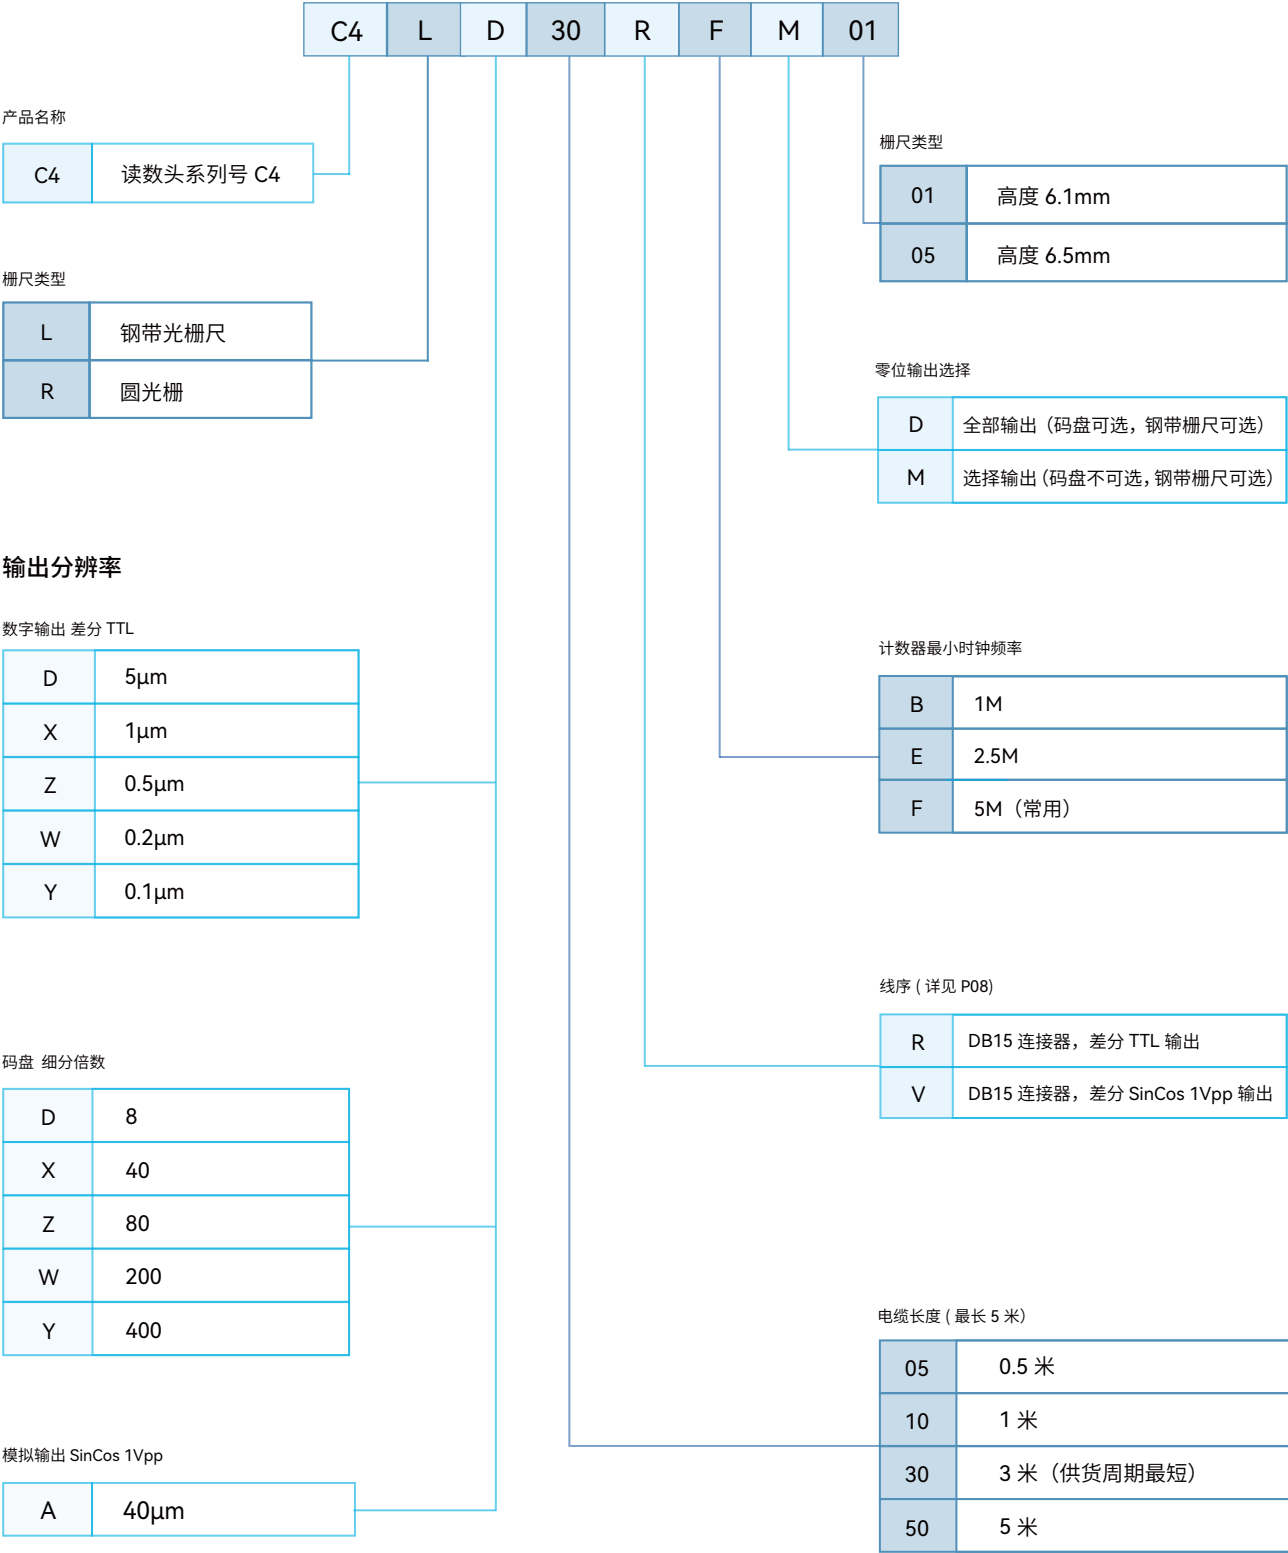 C4 L D 30 R F M 01
产品名称
C4 读数头系列号 C4
栅尺类型
L 钢带光栅尺
R 圆光栅
输出分辨率
数字输出 差分 TTL
D 5μm
X 1μm
Z 0.5μm
W 0.2μm
Y 0.1μm
码盘 细分倍数
D 8
X 40
Z 80
W 200
Y 400
模拟输出 SinCos 1Vpp
A 40μm
栅尺类型
01 高度 6.1mm
05 高度 6.5mm
零位输出选择
D 全部输出（码盘可选，钢带栅尺可选）
M 选择输出（码盘不可选，钢带栅尺可选）
计数器最小时钟频率
B 1M
E 2.5M
F 5M（常用）
线序 ( 详见 P08)
R DB15 连接器，差分 TTL 输出
V DB15 连接器，差分 SinCos 1Vpp 输出
电缆长度 ( 最长 5 米）
05 0.5 米
10 1 米
30 3 米（供货周期最短）
50 5 米